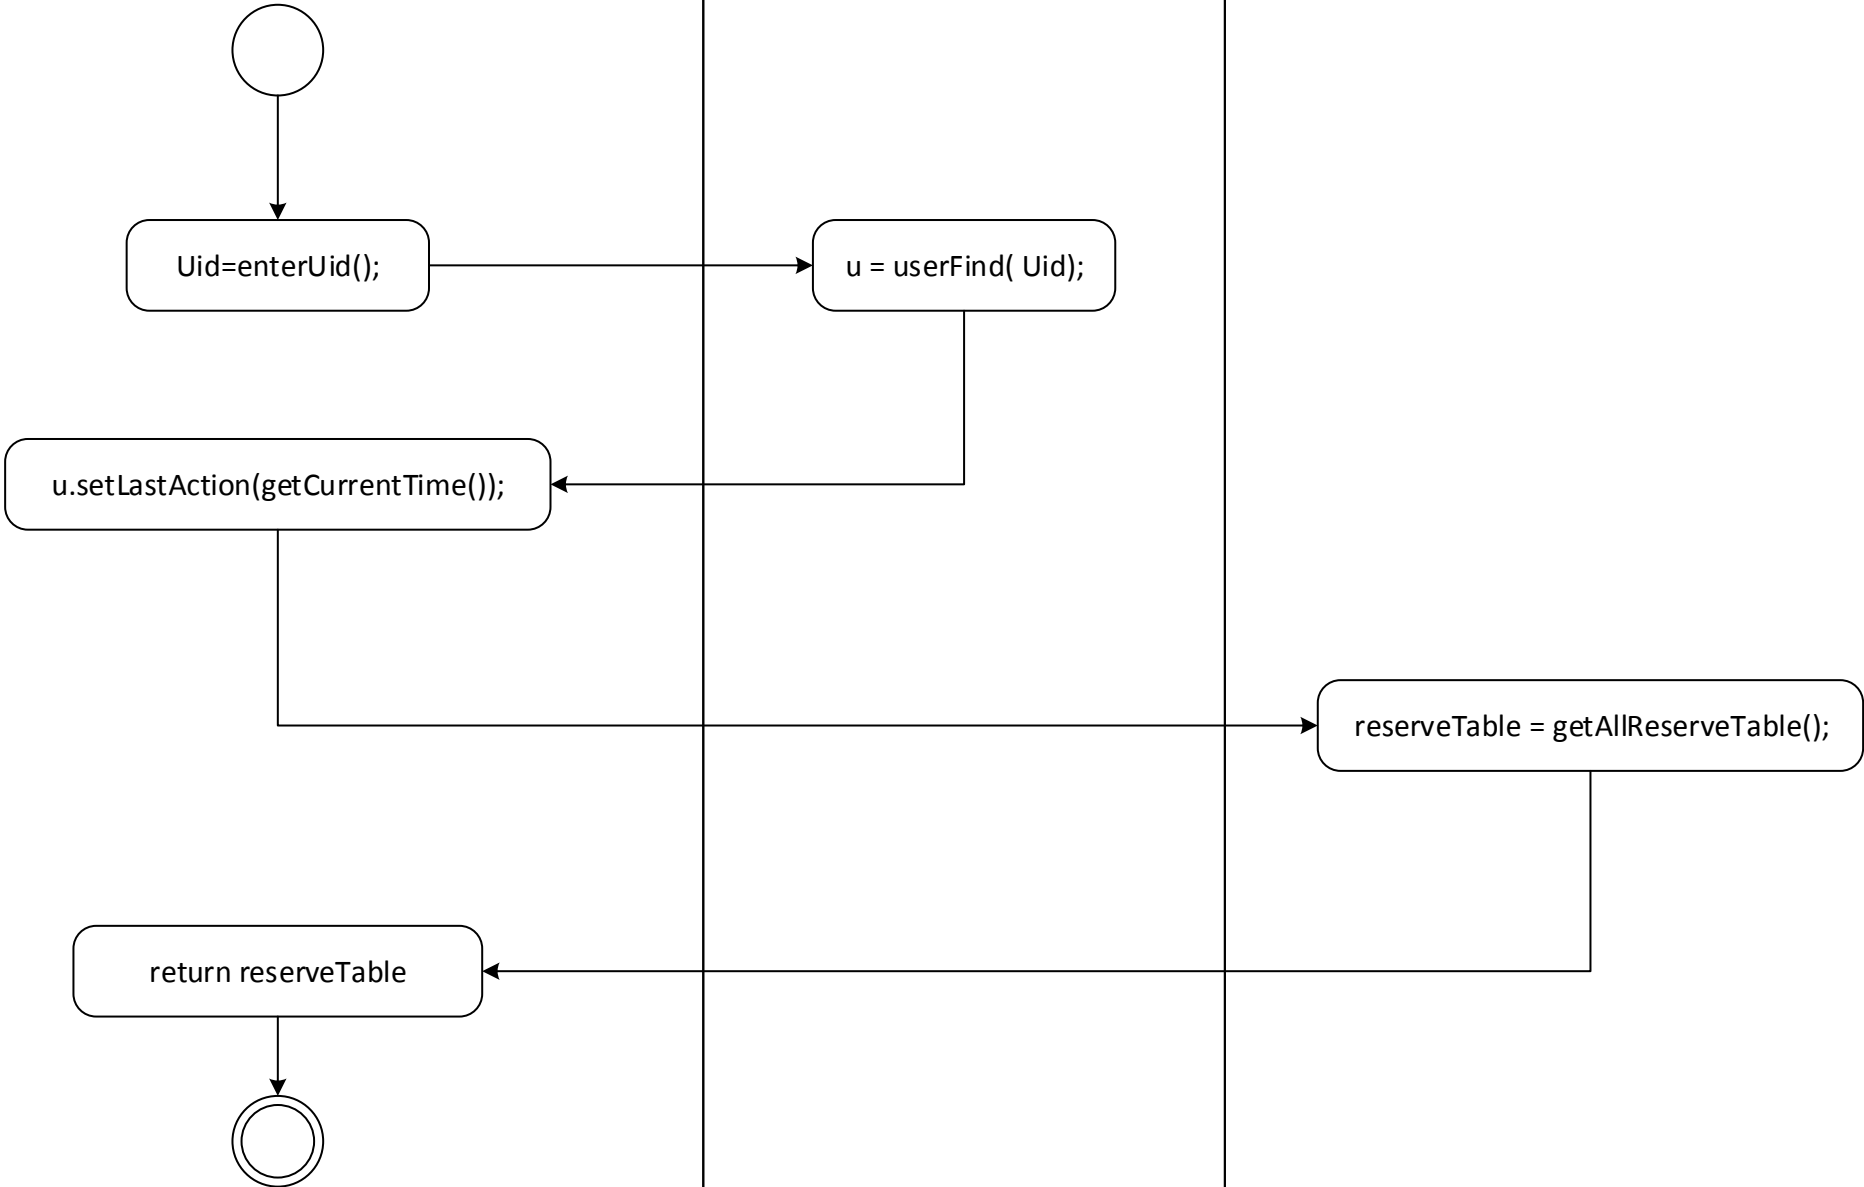 Uid=enterUid();
u = userFind( Uid);
u.setLastAction(getCurrentTime());
reserveTable = getAllReserveTable();
return reserveTable